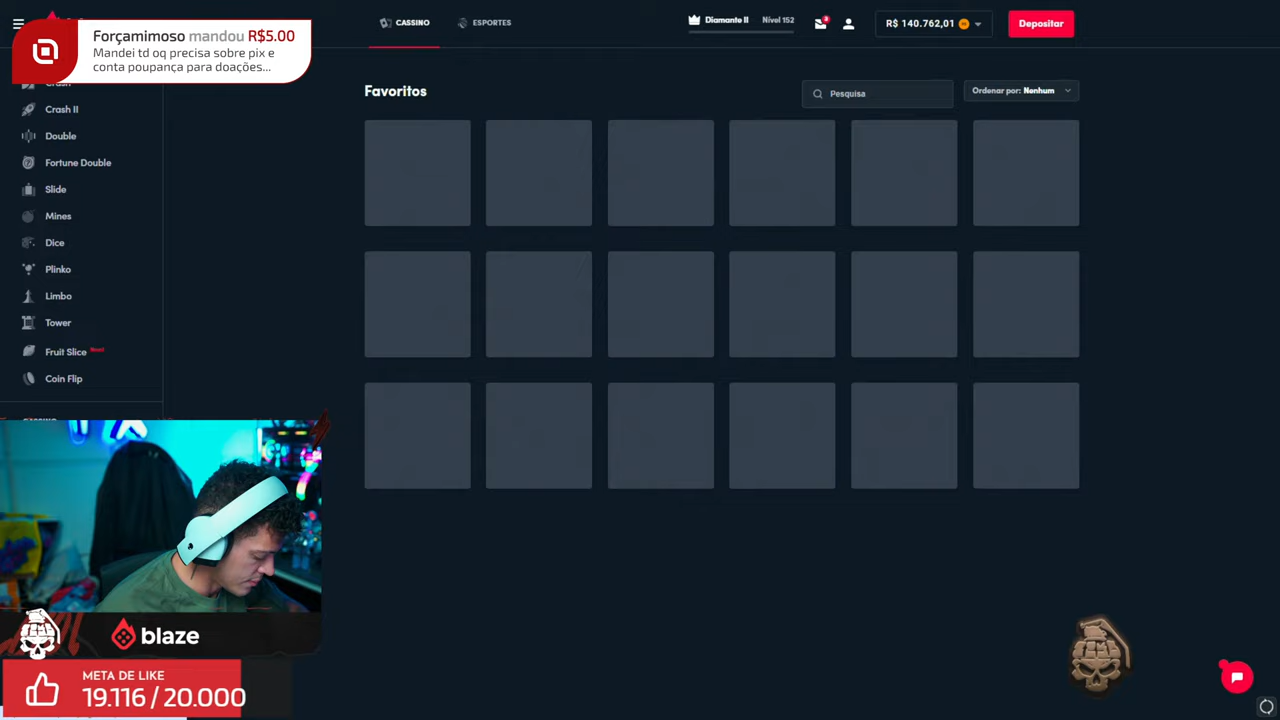 Forçamimoso mandou R$5.00
Mandei td oq precisa sobre pix e
conta poupança para doações...
CASSINO
ESPORTES
Diamante II
Nível 152
R$ 140.762,01
Depositar
Crash
Crash II
Double
Fortune Double
Slide
Mines
Dice
Plinko
Limbo
Tower
Fruit Slice
Coin Flip
Favoritos
Pesquisa
Ordenar por: Nenhum
blaze
META DE LIKE
19.116 / 20.000